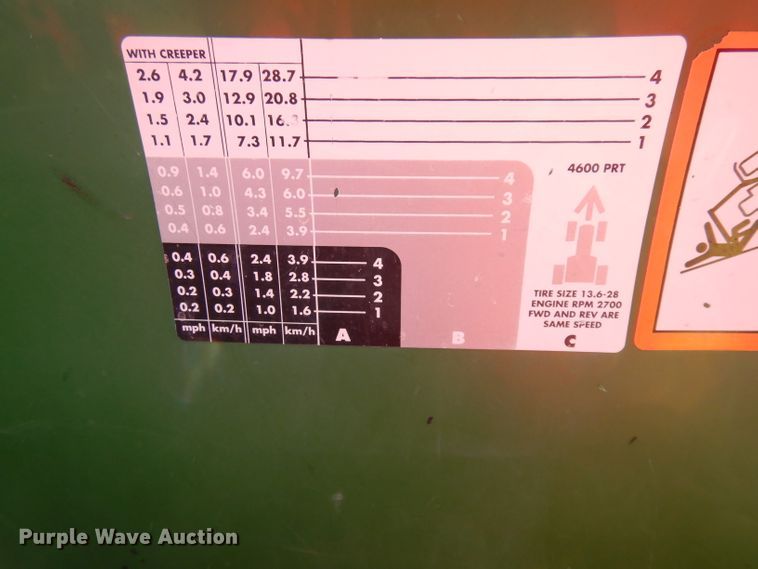 WITH CREEPER
2.6 4.2 17.9 28.7 4
1.9 3.0 12.9 20.8 3
1.5 2.4 10.1 2
1.1 1.7 7.3 11.7 1
4600 PRT
0.9 1.4 6.0 9.7 4
0.6 1.0 4.3 6.0 3
0.5 0.8 3.4 5.5 2
0.4 0.6 2.4 3.9 1
0.4 0.6 2.4 3.9 4
0.3 0.4 1.8 2.8 3
0.2 0.3 1.4 2.2 2
0.2 0.2 1.0 1.6 1
mph km/h mph km/h A B C
TIRE SIZE 13.6-28
ENGINE RPM 2700
FWD AND REV ARE
SAME SPEED
Purple Wave Auction